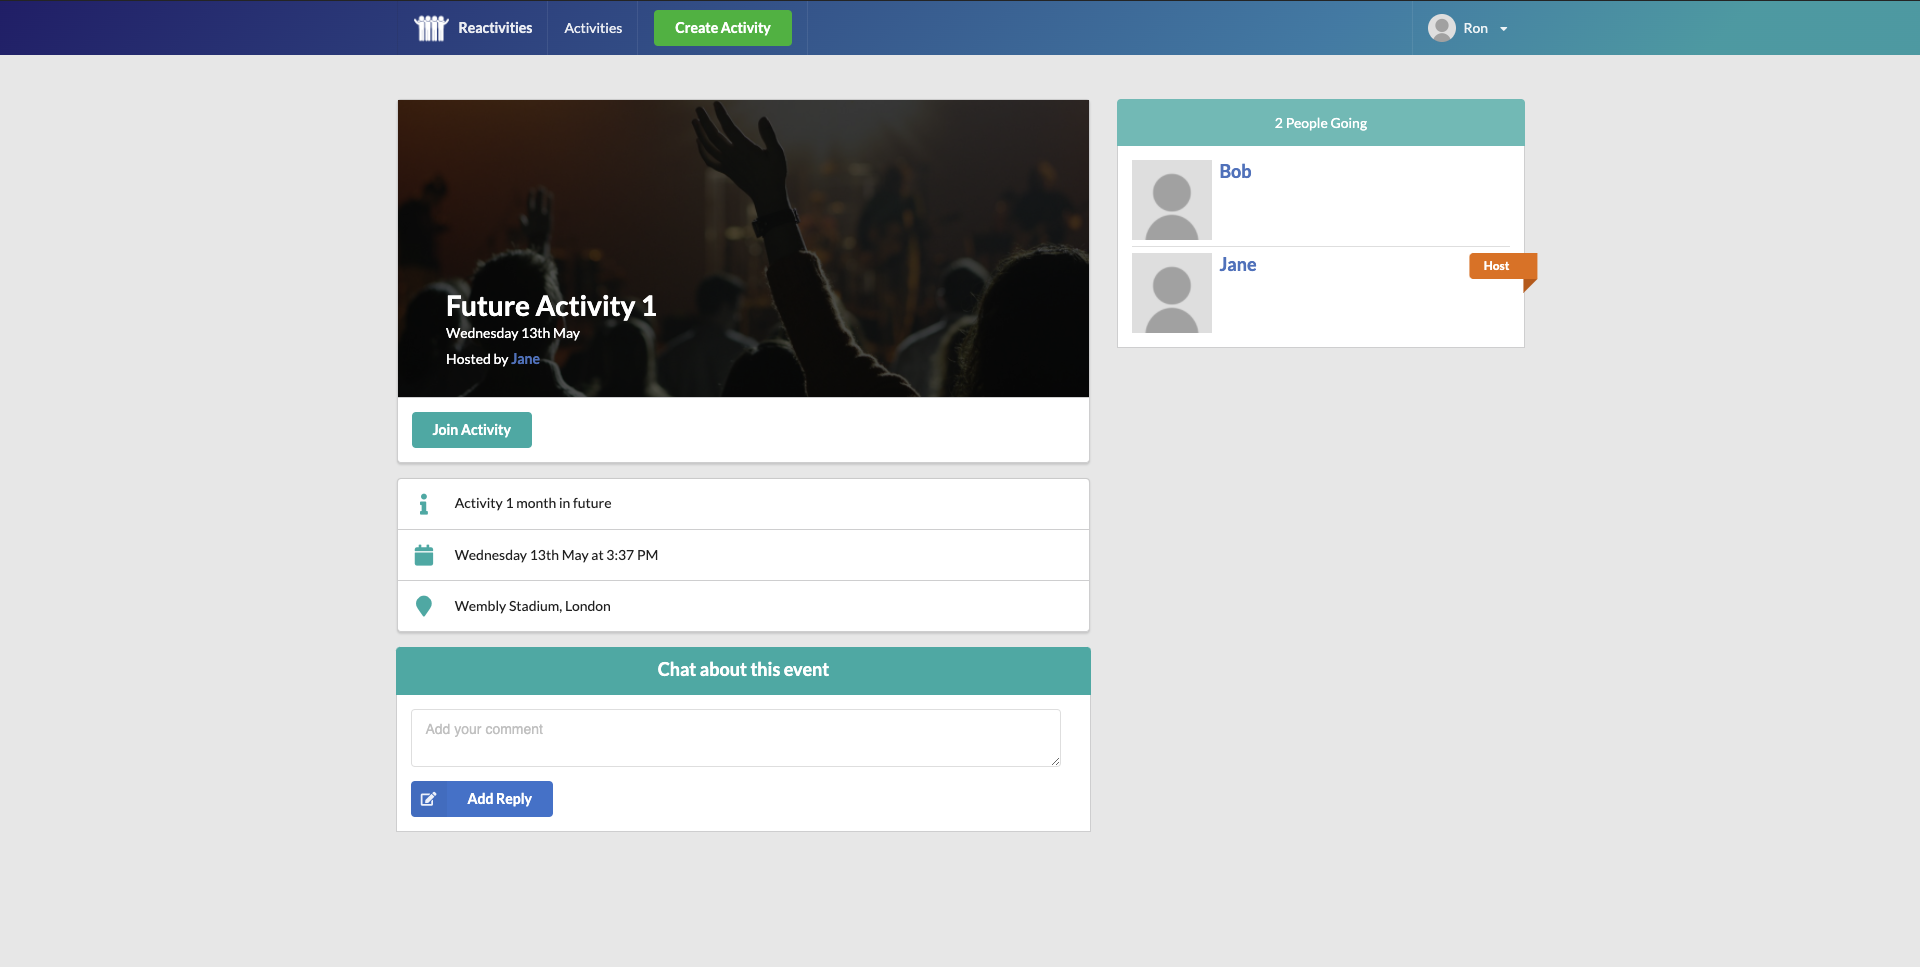 Reactivities
Activities
Create Activity
Ron
Future Activity 1
Wednesday 13th May
Hosted by Jane
Join Activity
Activity 1 month in future
Wednesday 13th May at 3:37 PM
Wembly Stadium, London
Chat about this event
Add your comment
Add Reply
2 People Going
Bob
Jane
Host